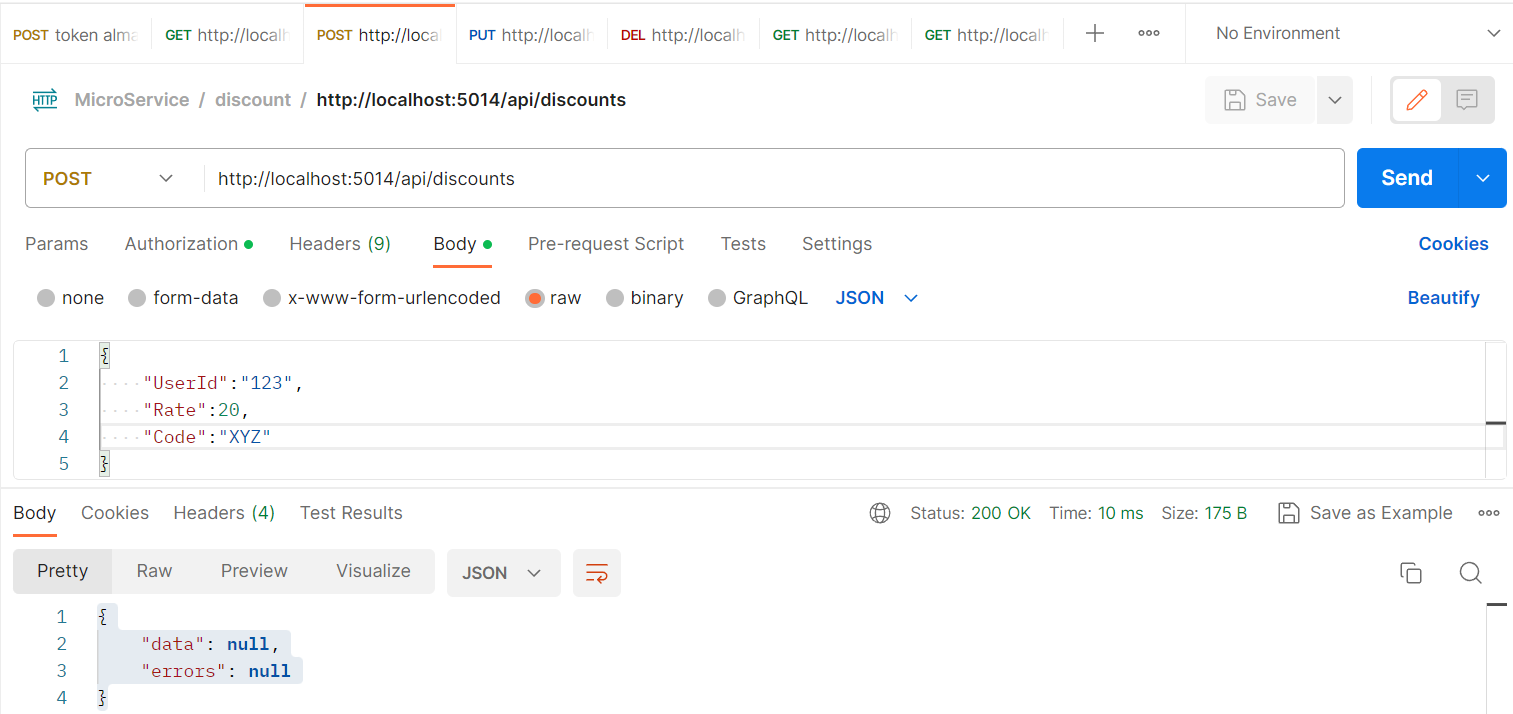 POST token alma GET http://localh POST http://local PUT http://localh DEL http://localh GET http://localh GET http://localh No Environment
HTTP MicroService / discount / http://localhost:5014/api/discounts Save
POST http://localhost:5014/api/discounts Send
Params Authorization Headers (9) Body Pre-request Script Tests Settings Cookies
none form-data x-www-form-urlencoded raw binary GraphQL JSON Beautify
1 {
2 "UserId":"123",
3 "Rate":20,
4 "Code":"XYZ"
5 }
Body Cookies Headers (4) Test Results Status: 200 OK Time: 10 ms Size: 175 B Save as Example
Pretty Raw Preview Visualize JSON
1 {
2 "data": null,
3 "errors": null
4 }